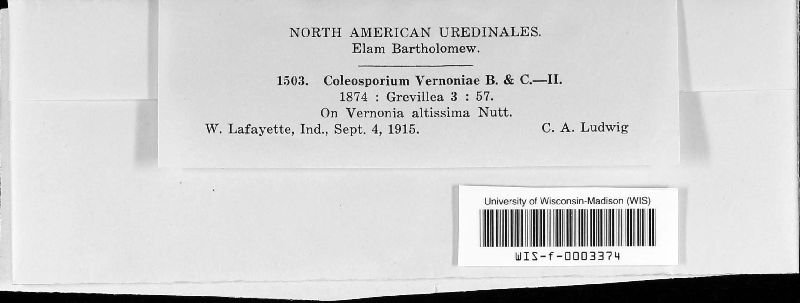 NORTH AMERICAN UREDINALES.
Elam Bartholomew.
1503. Coleosporium Vernoniae B. & C.—II.
1874 : Grevillea 3 : 57.
On Vernonia altissima Nutt.
W. Lafayette, Ind., Sept. 4, 1915. C. A. Ludwig
University of Wisconsin-Madison (WIS)
WIS-f-0003374